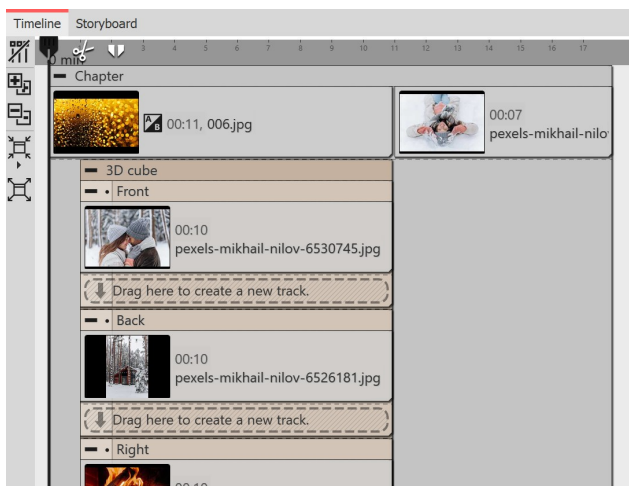 Timeline Storyboard
0 min 3 4 5 6 7 8 9 10 11 12 13 14 15 16 17
Chapter
A B 00:11, 006.jpg
00:07
pexels-mikhail-nilo
3D cube
Front
00:10
pexels-mikhail-nilov-6530745.jpg
Drag here to create a new track.
Back
00:10
pexels-mikhail-nilov-6526181.jpg
Drag here to create a new track.
Right
00:10